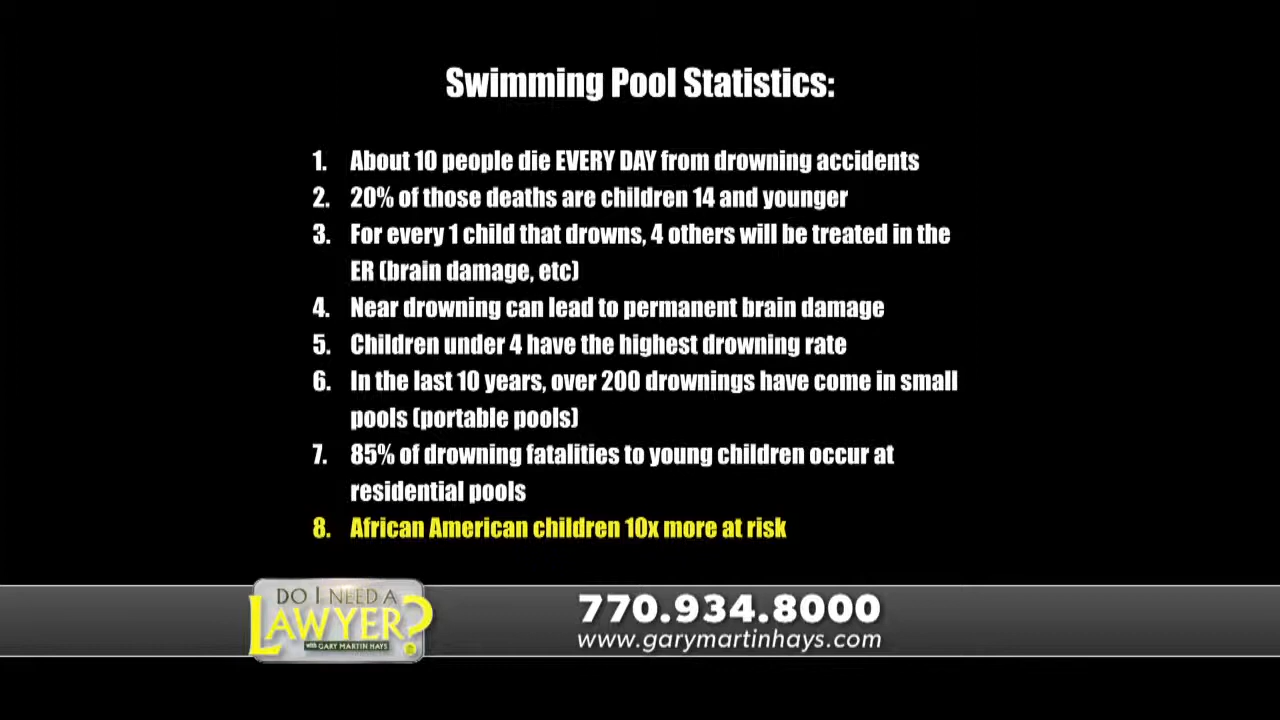 Swimming Pool Statistics:
1. About 10 people die EVERY DAY from drowning accidents
2. 20% of those deaths are children 14 and younger
3. For every 1 child that drowns, 4 others will be treated in the
ER (brain damage, etc)
4. Near drowning can lead to permanent brain damage
5. Children under 4 have the highest drowning rate
6. In the last 10 years, over 200 drownings have come in small
pools (portable pools)
7. 85% of drowning fatalities to young children occur at
residential pools
8. African American children 10x more at risk
DO I NEED A
LAWYER?
with GARY MARTIN HAYS
770.934.8000
www.garymartinhays.com